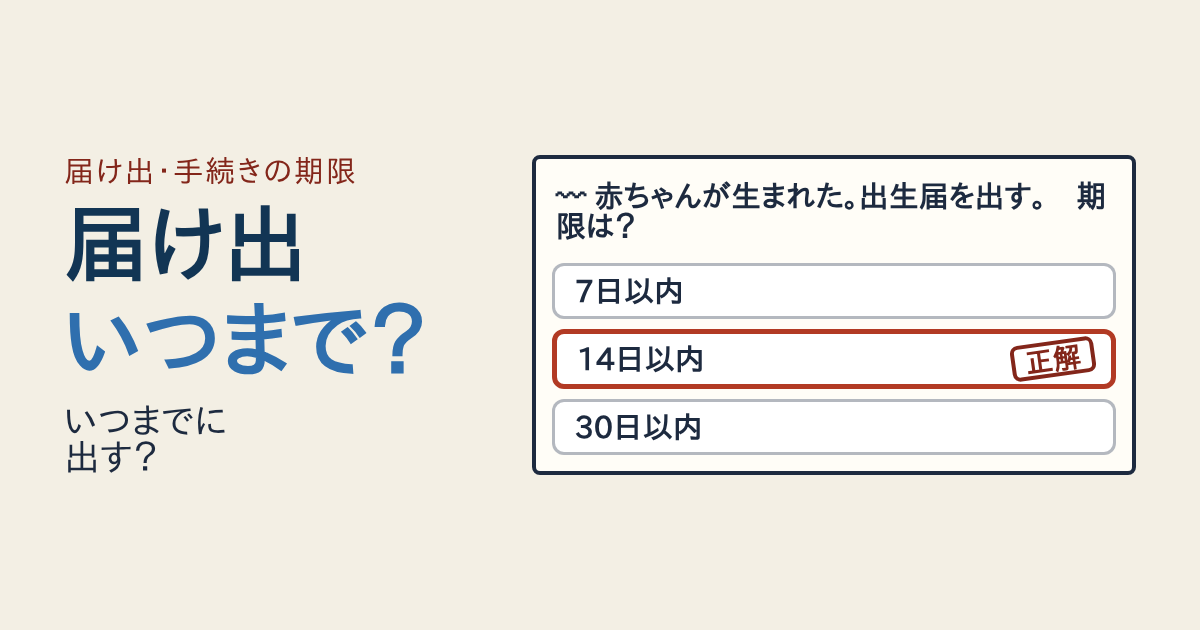 届け出・手続きの期限
届け出
いつまで？
いつまでに
出す？
〰 赤ちゃんが生まれた。出生届を出す。　期
限は？
7日以内
14日以内
正解
30日以内